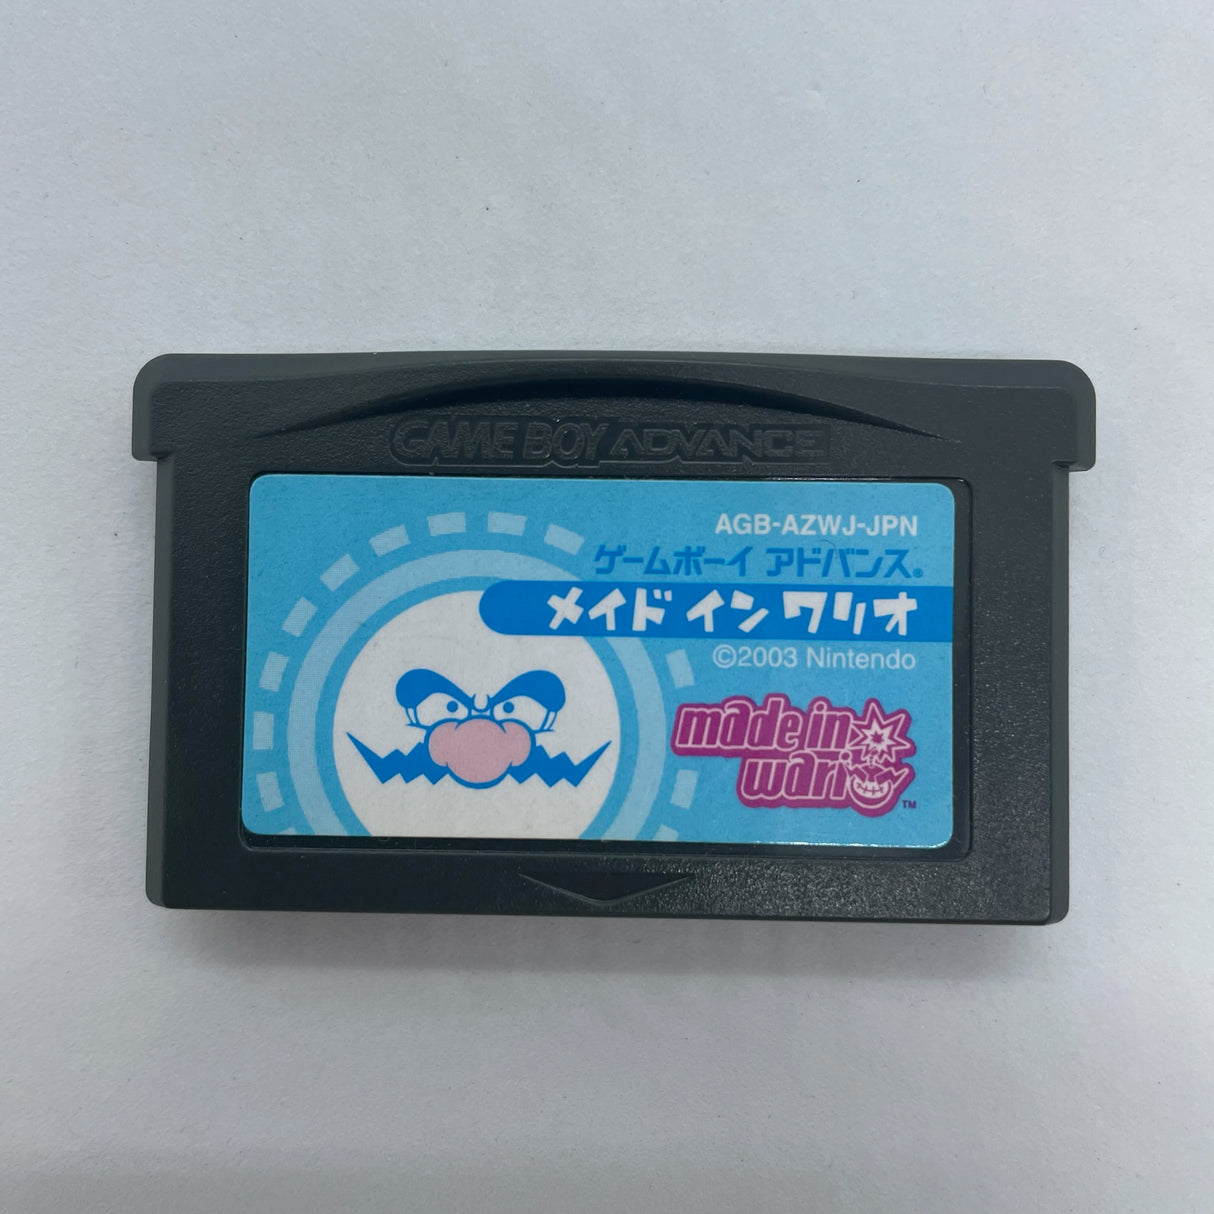 GAME BOY ADVANCE
AGB-AZWJ-JPN
ゲームボーイ アドバンス®
メイド イン ワリオ
©2003 Nintendo
made in
wario™